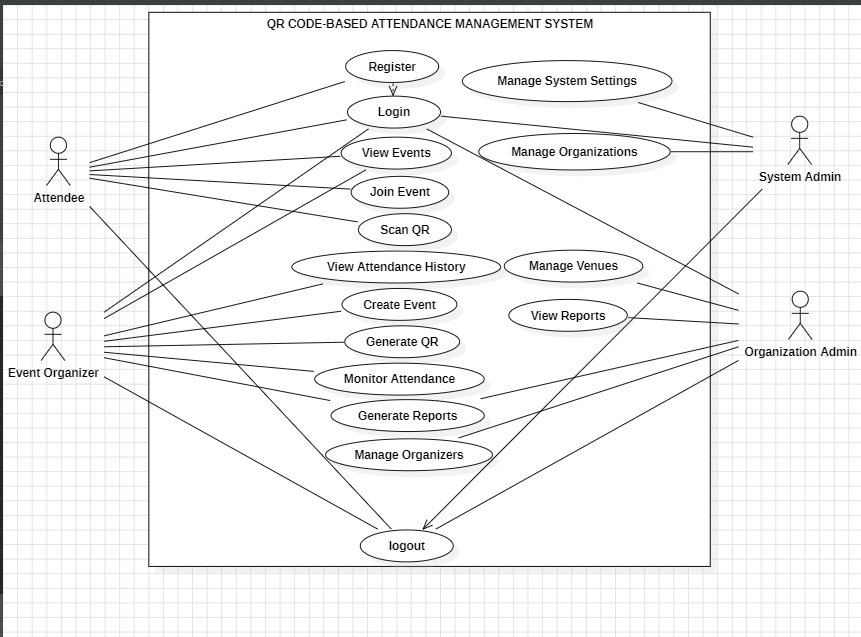 QR CODE-BASED ATTENDANCE MANAGEMENT SYSTEM
Register
Manage System Settings
Login
View Events
Manage Organizations
System Admin
Attendee
Join Event
Scan QR
View Attendance History
Manage Venues
Create Event
View Reports
Generate QR
Organization Admin
Event Organizer
Monitor Attendance
Generate Reports
Manage Organizers
logout